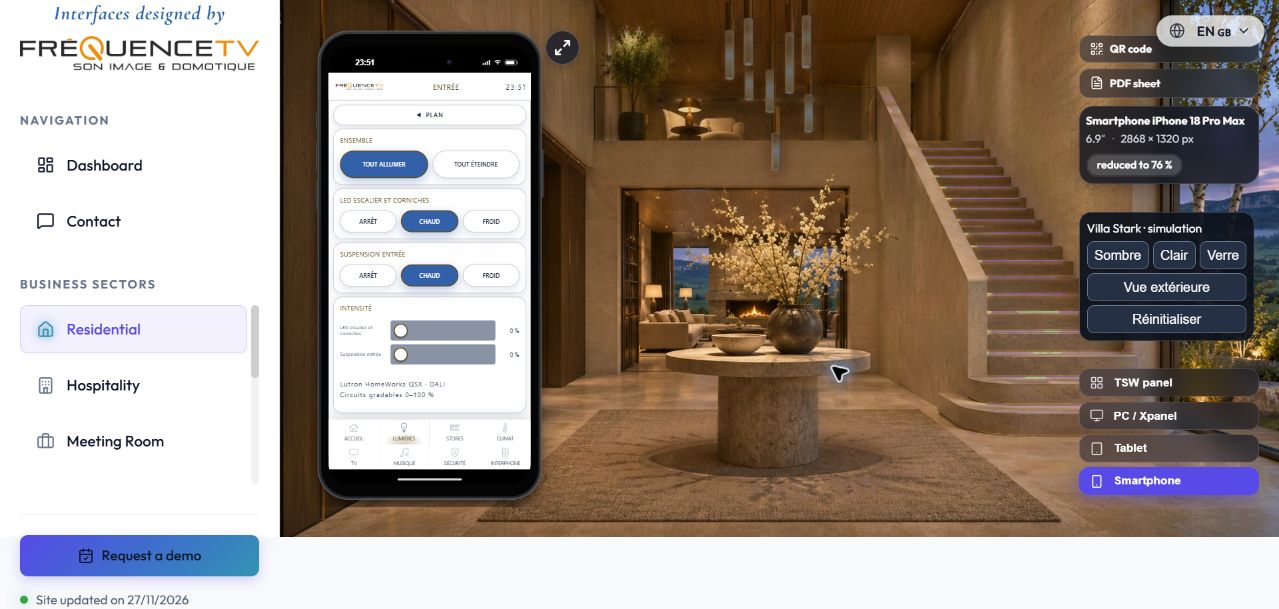 Interfaces designed by
FRÉQUENCETV
SON IMAGE & DOMOTIQUE
NAVIGATION
Dashboard
Contact
BUSINESS SECTORS
Residential
Hospitality
Meeting Room
Request a demo
Site updated on 27/11/2026
23:51
FRÉQUENCETV
ENTRÉE
23:51
◄ PLAN
ENSEMBLE
TOUT ALLUMER
TOUT ÉTEINDRE
LED ESCALIER ET CORNICHES
ARRÊT
CHAUD
FROID
SUSPENSION ENTRÉE
ARRÊT
CHAUD
FROID
INTENSITÉ
LED escalier et
corniches
0 %
Suspension entrée
0 %
Lutron HomeWorks QSX · DALI
Circuits gradables 0–100 %
ACCUEIL
LUMIÈRES
STORES
CLIMAT
TV
MUSIQUE
SÉCURITÉ
INTERPHONE
EN GB
QR code
PDF sheet
Smartphone iPhone 18 Pro Max
6.9" · 2868 × 1320 px
reduced to 76 %
Villa Stark · simulation
Sombre
Clair
Verre
Vue extérieure
Réinitialiser
TSW panel
PC / Xpanel
Tablet
Smartphone